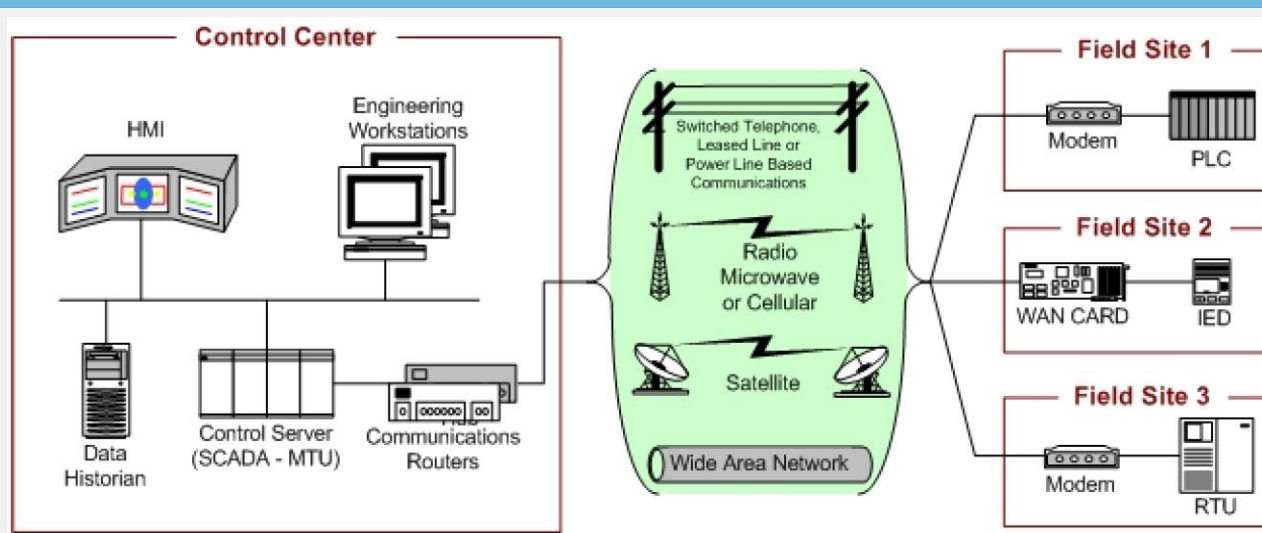 Control Center
HMI
Engineering
Workstations
Data
Historian
Control Server
(SCADA - MTU)
Communications
Routers
Switched Telephone,
Leased Line or
Power Line Based
Communications
Radio
Microwave
or Cellular
Satellite
Wide Area Network
Field Site 1
Modem
PLC
Field Site 2
WAN CARD
IED
Field Site 3
Modem
RTU